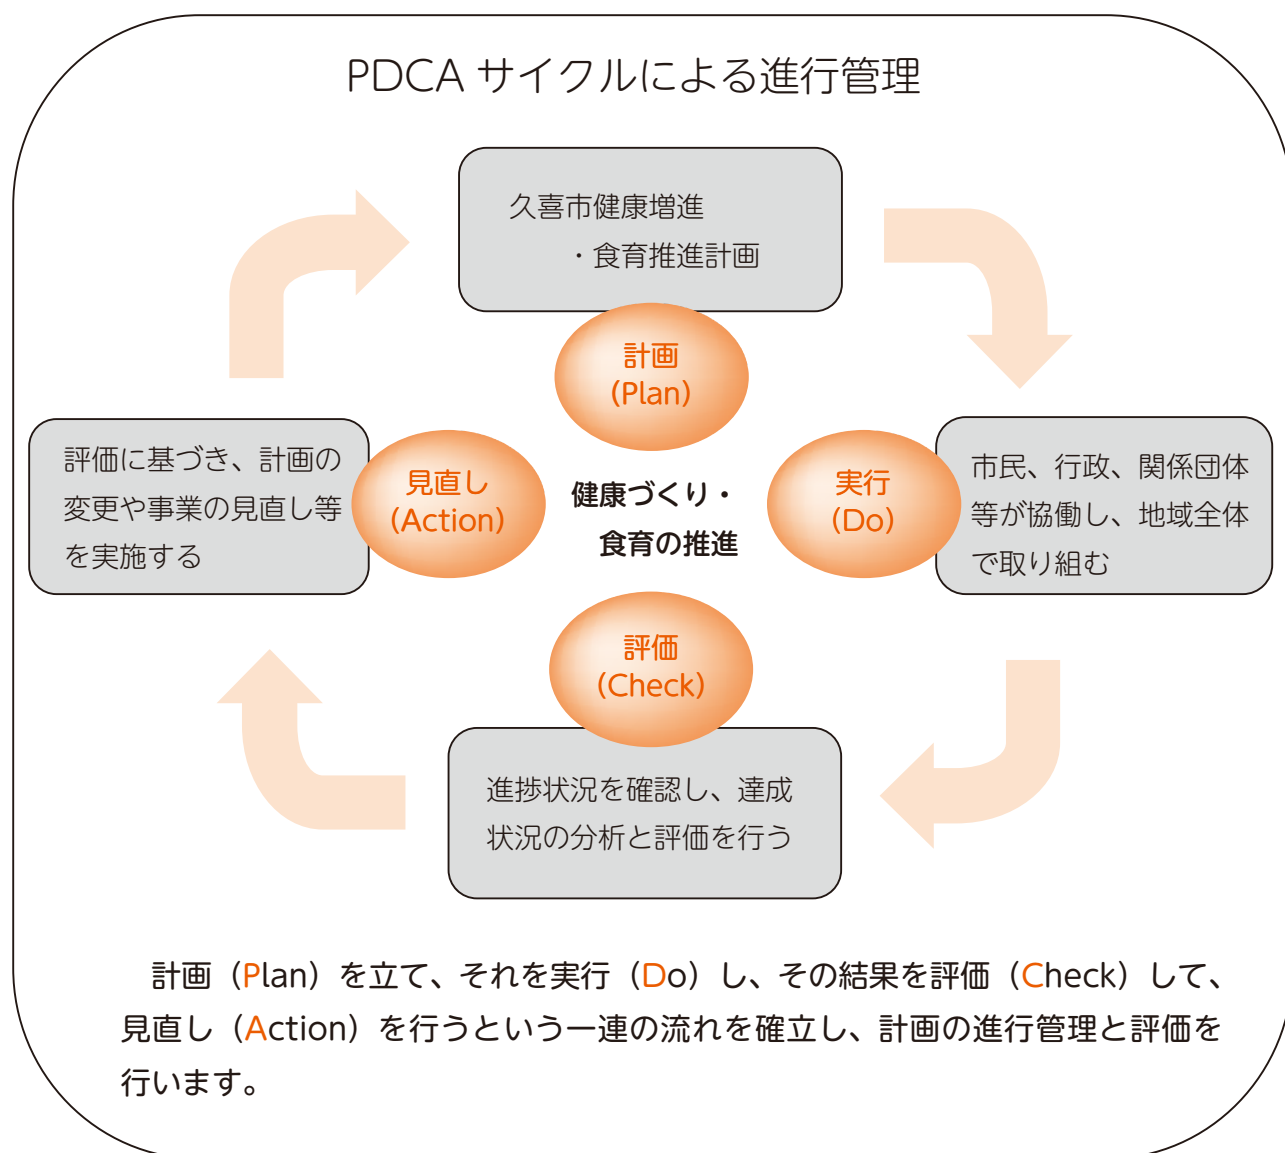 PDCA サイクルによる進行管理
久喜市健康増進
・食育推進計画
計画
(Plan)
評価に基づき、計画の
変更や事業の見直し等
を実施する
見直し
(Action)
健康づくり・
食育の推進
実行
(Do)
市民、行政、関係団体
等が協働し、地域全体
で取り組む
評価
(Check)
進捗状況を確認し、達成
状況の分析と評価を行う
計画（Plan）を立て、それを実行（Do）し、その結果を評価（Check）して、
見直し（Action）を行うという一連の流れを確立し、計画の進行管理と評価を
行います。